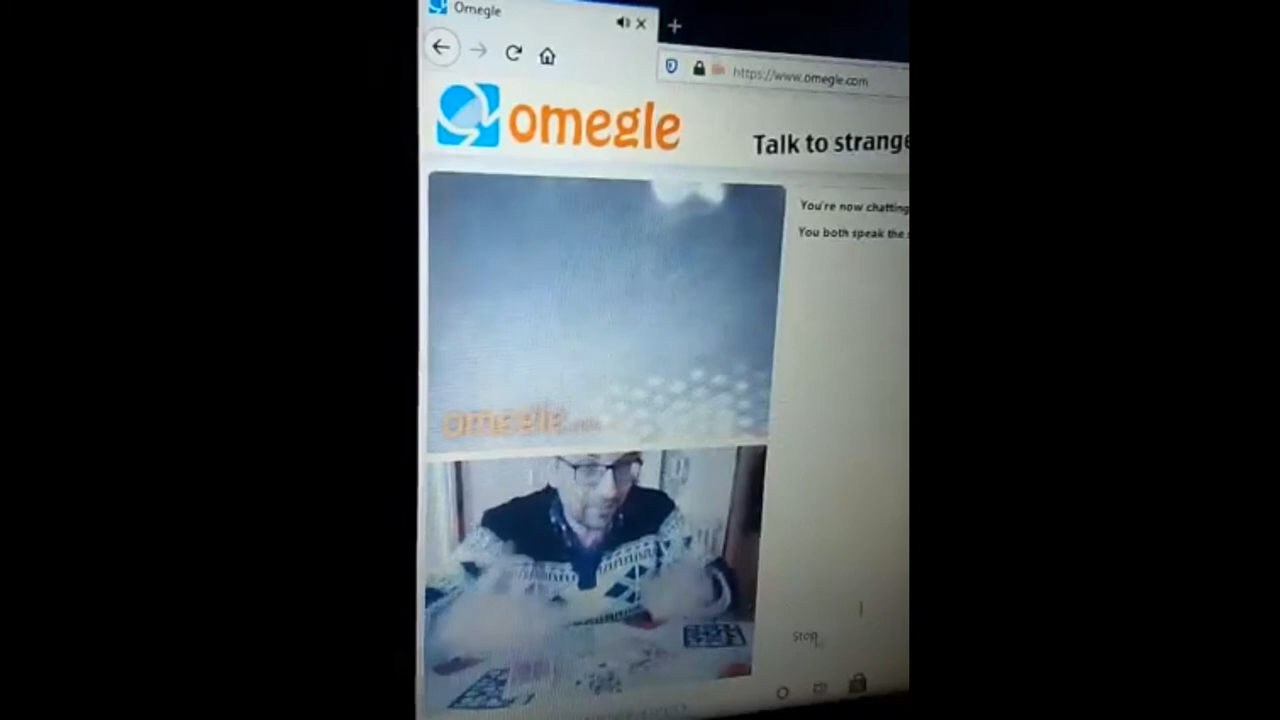 Omegle
https://www.omegle.com
omegle
Talk to strange
You're now chatting
You both speak the
omegle
Stop